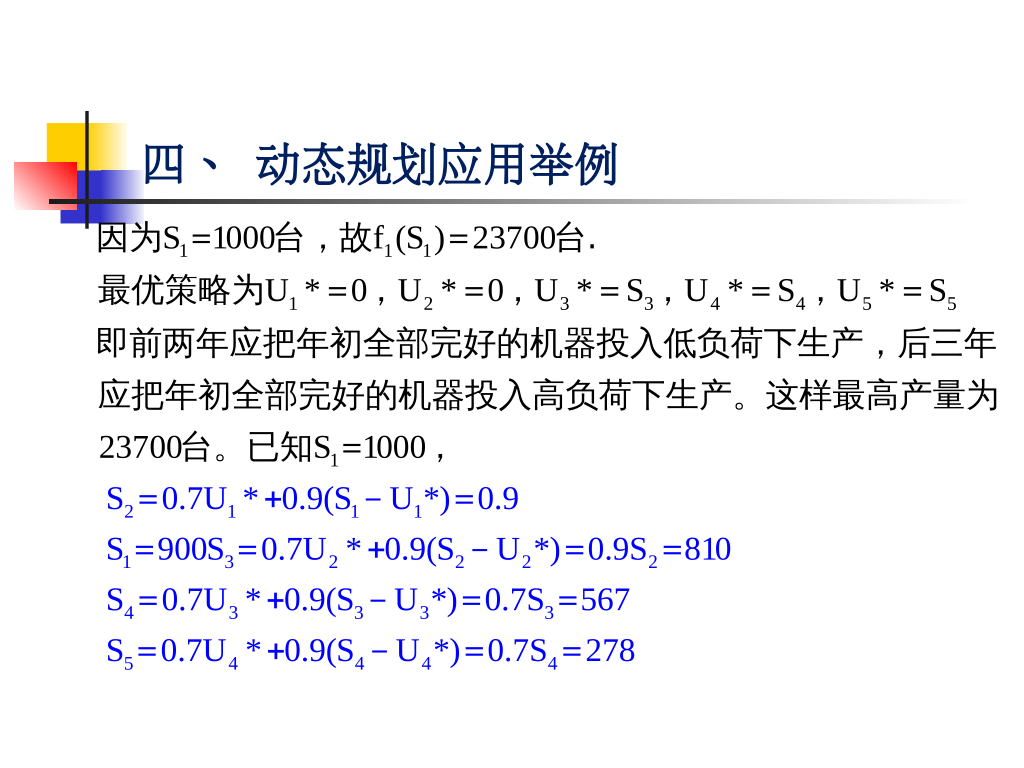 四、 动态规划应用举例
因为S₁＝1000台，故f₁(S₁)＝23700台.
最优策略为U₁*＝0，U₂*＝0，U₃*＝S₃，U₄*＝S₄，U₅*＝S₅
即前两年应把年初全部完好的机器投入低负荷下生产，后三年
应把年初全部完好的机器投入高负荷下生产。这样最高产量为
23700台。已知S₁＝1000，
S₂＝0.7U₁*+0.9(S₁－U₁*)＝0.9
S₁＝900S₃＝0.7U₂*+0.9(S₂－U₂*)＝0.9S₂＝810
S₄＝0.7U₃*+0.9(S₃－U₃*)＝0.7S₃＝567
S₅＝0.7U₄*+0.9(S₄－U₄*)＝0.7S₄＝278